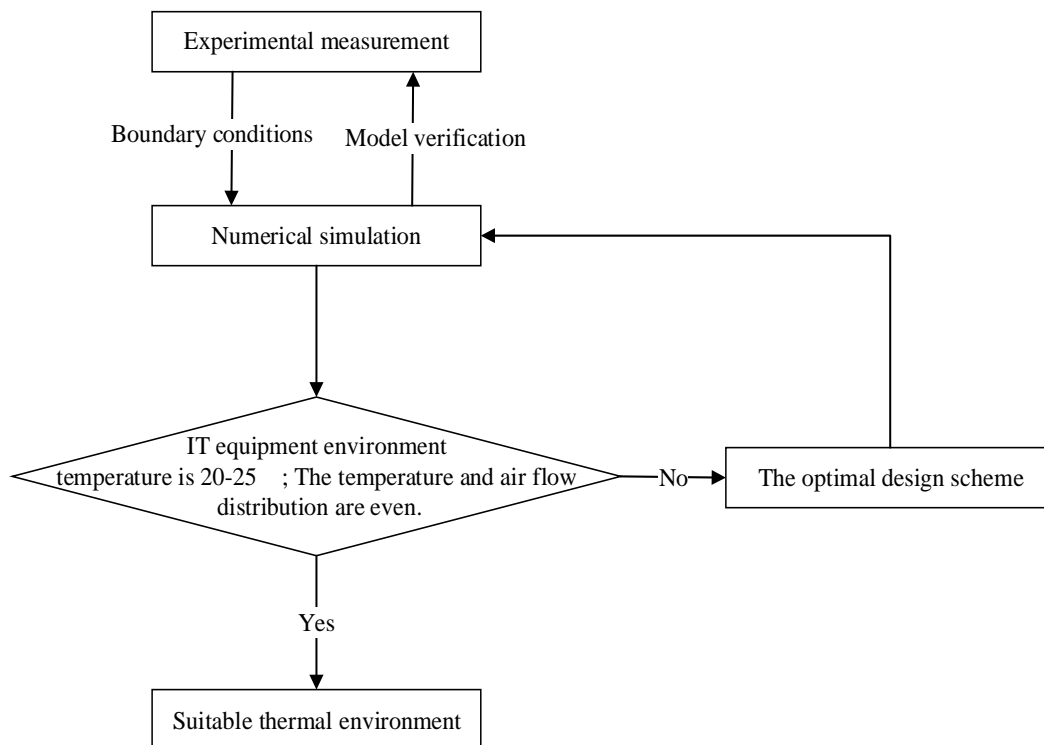 Experimental measurement
Boundary conditions
Model verification
Numerical simulation
IT equipment environment
temperature is 20-25 ; The temperature and air flow
distribution are even.
No
The optimal design scheme
Yes
Suitable thermal environment